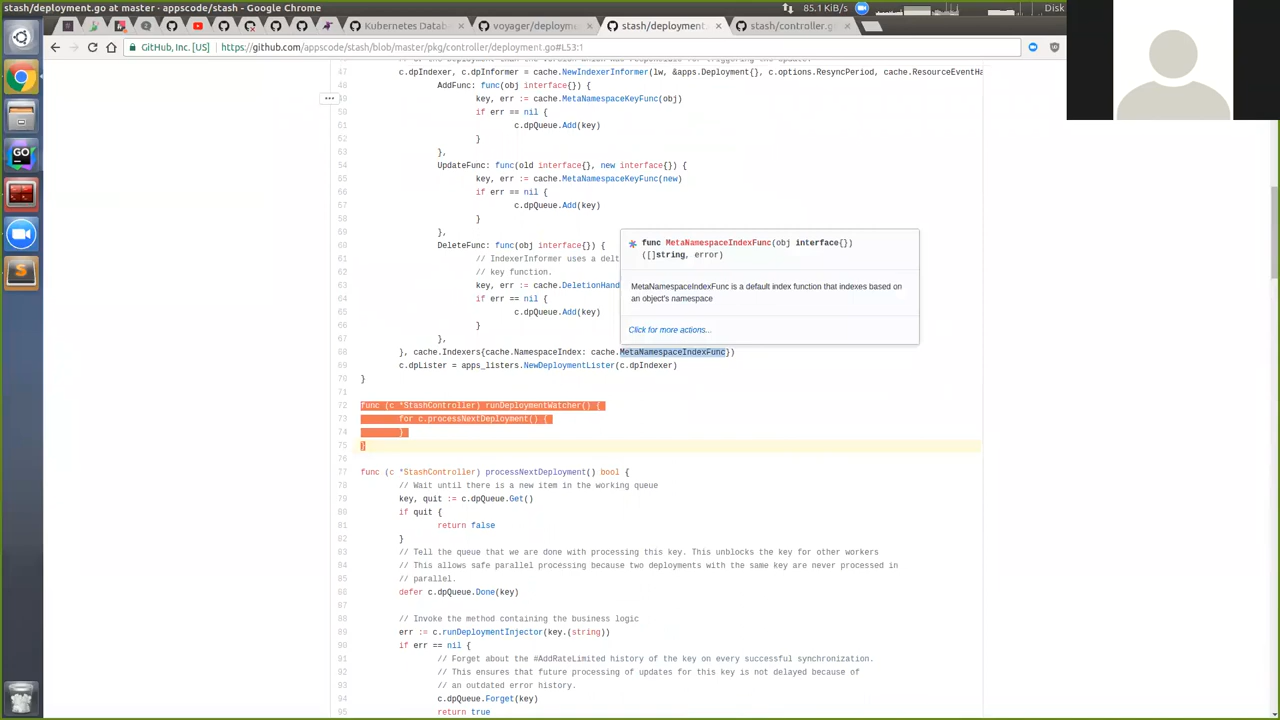 stash/deployment.go at master · appscode/stash - Google Chrome
85.1 KiB/s
Disk
Kubernetes Datab
voyager/deploym
stash/deployment.
stash/controller.go
GitHub, Inc. [US]
https://github.com/appscode/stash/blob/master/pkg/controller/deployment.go#L53:1
47 c.dpIndexer, c.dpInformer = cache.NewIndexerInformer(lw, &apps.Deployment{}, c.options.ResyncPeriod, cache.ResourceEventHa
48 AddFunc: func(obj interface{}) {
49 key, err := cache.MetaNamespaceKeyFunc(obj)
50 if err == nil {
61 c.dpQueue.Add(key)
62 }
63 },
54 UpdateFunc: func(old interface{}, new interface{}) {
55 key, err := cache.MetaNamespaceKeyFunc(new)
56 if err == nil {
57 c.dpQueue.Add(key)
58 }
59 },
60 DeleteFunc: func(obj interface{}) {
61 // IndexerInformer uses a delt
62 // key function.
63 key, err := cache.DeletionHand
64 if err == nil {
65 c.dpQueue.Add(key)
66 }
67 },
68 }, cache.Indexers{cache.NamespaceIndex: cache.MetaNamespaceIndexFunc})
69 c.dpLister = apps_listers.NewDeploymentLister(c.dpIndexer)
70 }
func MetaNamespaceIndexFunc(obj interface{})
([]string, error)
MetaNamespaceIndexFunc is a default index function that indexes based on
an object's namespace
Click for more actions...
71
72 func (c *StashController) runDeploymentWatcher() {
73 for c.processNextDeployment() {
74 }
75 }
76
77 func (c *StashController) processNextDeployment() bool {
78 // Wait until there is a new item in the working queue
79 key, quit := c.dpQueue.Get()
80 if quit {
81 return false
82 }
83 // Tell the queue that we are done with processing this key. This unblocks the key for other workers
84 // This allows safe parallel processing because two deployments with the same key are never processed in
85 // parallel.
86 defer c.dpQueue.Done(key)
87
88 // Invoke the method containing the business logic
89 err := c.runDeploymentInjector(key.(string))
90 if err == nil {
91 // Forget about the #AddRateLimited history of the key on every successful synchronization.
92 // This ensures that future processing of updates for this key is not delayed because of
93 // an outdated error history.
94 c.dpQueue.Forget(key)
95 return true